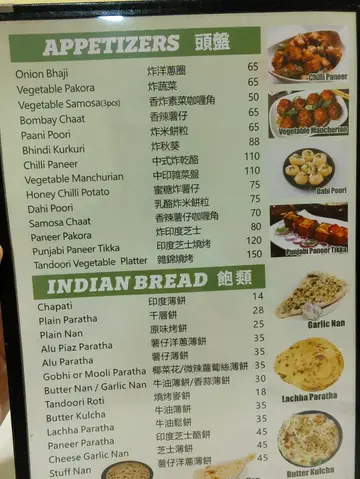 APPETIZERS 頭盤
Onion Bhaji 炸洋蔥圈 65
Vegetable Pakora 炸蔬菜 65
Vegetable Samosa(3pcs) 香炸素菜咖喱角 50
Bombay Chaat 香辣薯仔 65
Paani Poori 炸米餅粒 65
Bhindi Kurkuri 炸秋葵 88
Chilli Paneer 中式炸乾酪 110
Vegetable Manchurian 中印雜菜盤 110
Honey Chilli Potato 蜜糖炸薯仔 75
Dahi Poori 乳酪炸米餅粒 75
Samosa Chaat 香辣薯仔咖喱角 70
Paneer Pakora 炸印度芝士 80
Punjabi Paneer Tikka 印度芝士燒烤 120
Tandoori Vegetable Platter 雜錦燒烤 150
Chilli Paneer
Vegetable Manchurian
Dahi Poori
Punjabi Paneer Tikka
INDIAN BREAD 飽類
Chapati 印度薄餅 14
Plain Paratha 千層餅 28
Plain Nan 原味烤餅 25
Alu Piaz Paratha 薯仔洋蔥薄餅 35
Alu Paratha 薯仔薄餅 35
Gobhi or Mooli Paratha 椰菜花/微辣蘿蔔絲薄餅 35
Butter Nan / Garlic Nan 牛油薄餅/香蒜薄餅 30
Tandoori Roti 燒烤麥餅 18
Butter Kulcha 牛油薄餅 35
Lachha Paratha 牛油鬆餅 35
Paneer Paratha 印度芝士酪餅 45
Cheese Garlic Nan 芝士薄餅 45
Stuff Nan 薯仔洋蔥薄餅 45
Garlic Nan
Lachha Paratha
Butter Kulcha